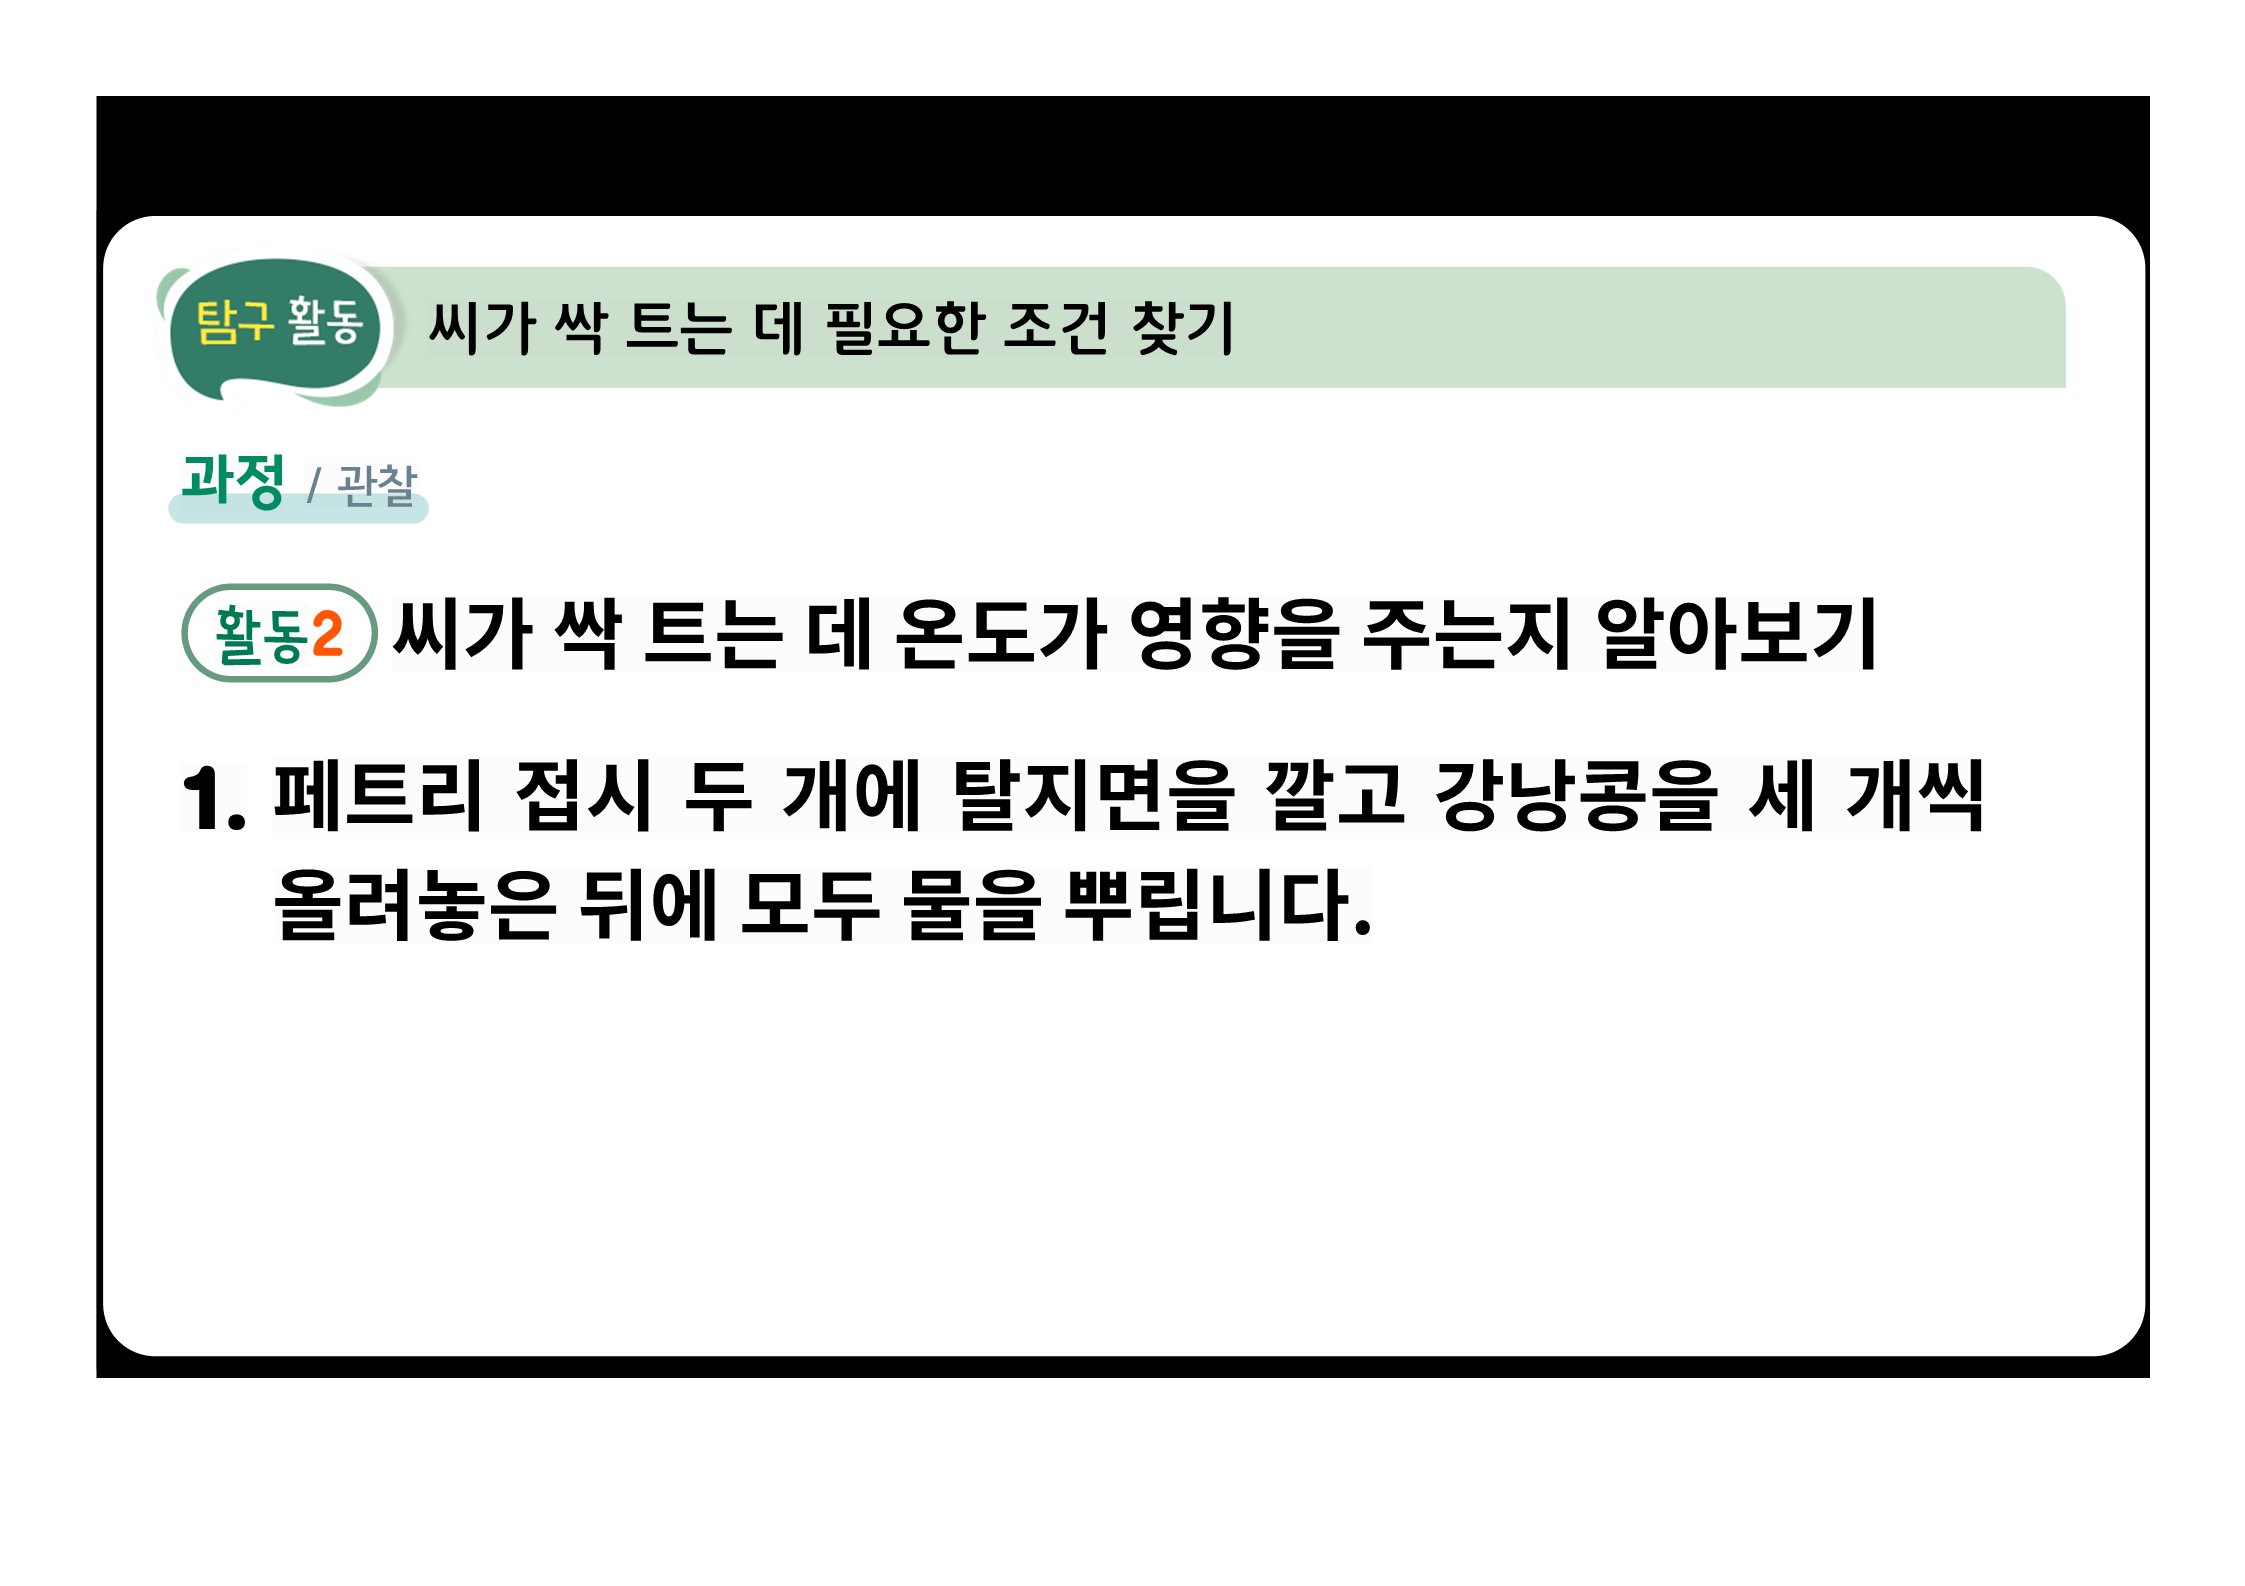 탐구 활동
씨가 싹 트는 데 필요한 조건 찾기
과정 / 관찰
활동2 씨가 싹 트는 데 온도가 영향을 주는지 알아보기
1. 페트리 접시 두 개에 탈지면을 깔고 강낭콩을 세 개씩
올려놓은 뒤에 모두 물을 뿌립니다.